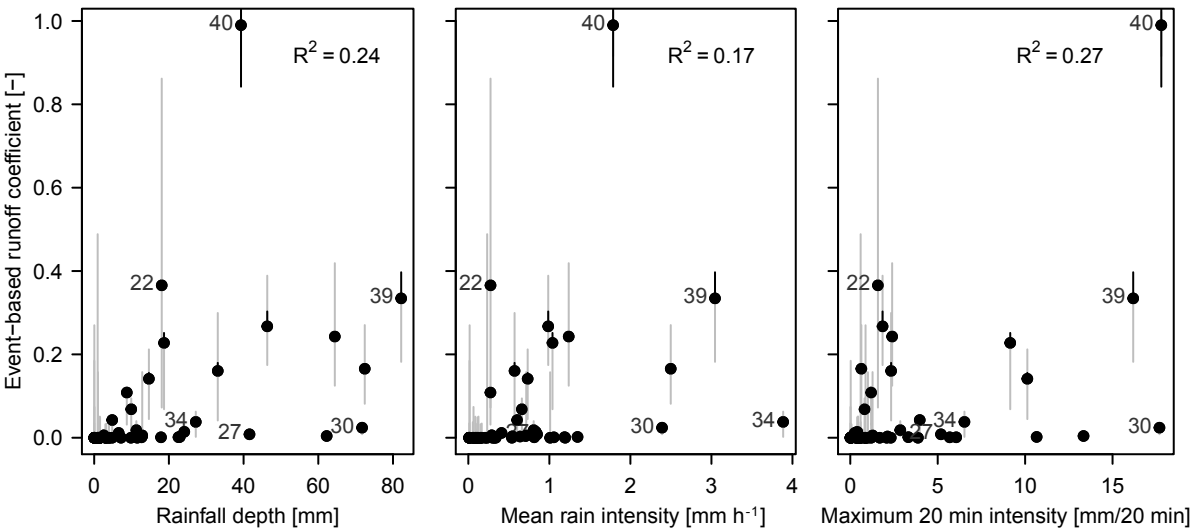 Event−based runoff coefficient [−]
1.0
0.8
0.6
0.4
0.2
0.0
40
R² = 0.24
22
39
34
27
30
0 20 40 60 80
Rainfall depth [mm]
40
R² = 0.17
22
39
27
30
34
0 1 2 3 4
Mean rain intensity [mm h⁻¹]
40
R² = 0.27
22
39
27
34
30
0 5 10 15
Maximum 20 min intensity [mm/20 min]